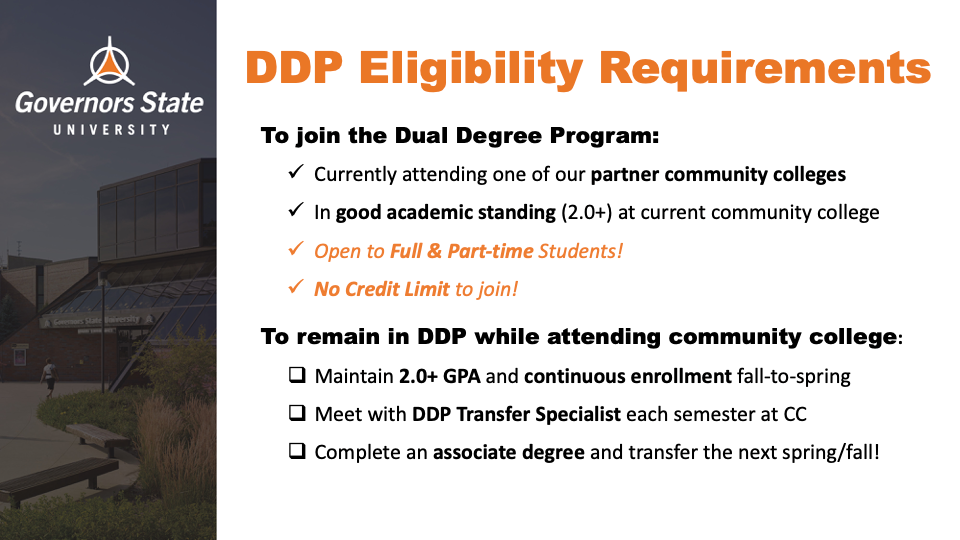 Governors State
UNIVERSITY
DDP Eligibility Requirements
To join the Dual Degree Program:
✓ Currently attending one of our partner community colleges
✓ In good academic standing (2.0+) at current community college
✓ Open to Full & Part-time Students!
✓ No Credit Limit to join!
To remain in DDP while attending community college:
❑ Maintain 2.0+ GPA and continuous enrollment fall-to-spring
❑ Meet with DDP Transfer Specialist each semester at CC
❑ Complete an associate degree and transfer the next spring/fall!
Governors State University